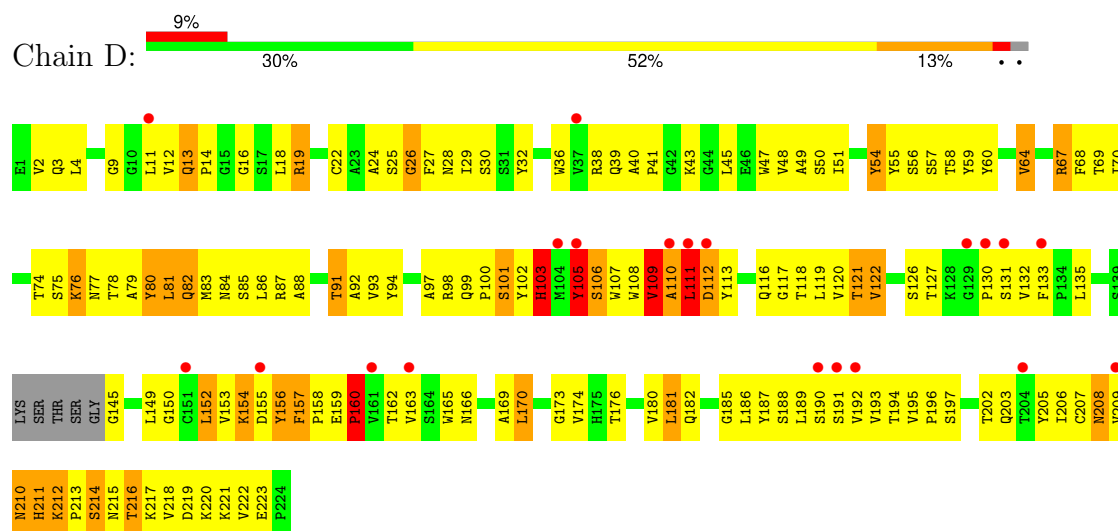 9%
Chain D:
30% 52% 13% • •
E1 V2 Q3 L4 G9 G10 L11 V12 Q13 P14 G15 G16 S17 L18 R19 C22 A23 A24 S25 G26 F27 N28 I29 S30 S31 Y32 W36 V37 R38 Q39 A40 P41 G42 K43 G44 L45 E46 W47 V48 A49 S50 I51 Y54 Y55 S56 S57 T58 Y59 Y60 V64 R67 F68 T69 I70
T74 S75 K76 N77 T78 A79 Y80 L81 Q82 M83 N84 S85 L86 R87 A88 T91 A92 V93 Y94 A97 R98 Q99 P100 S101 Y102 H103 M104 Y105 S106 W107 W108 V109 A110 L111 D112 Y113 Q116 G117 T118 L119 V120 T121 V122 S126 T127 K128 G129 P130 S131 V132 F133 P134 L135 S139
LYS SER THR SER GLY G145 L149 G150 C151 L152 V153 K154 D155 Y156 F157 P158 E159 P160 V161 T162 V163 S164 W165 N166 A169 L170 G173 V174 H175 T176 V180 L181 Q182 G185 L186 Y187 S188 L189 S190 S191 V192 V193 T194 V195 P196 S197 T202 Q203 T204 Y205 I206 C207 N208 V209
N210 H211 K212 P213 S214 N215 T216 K217 V218 D219 K220 K221 V222 E223 P224